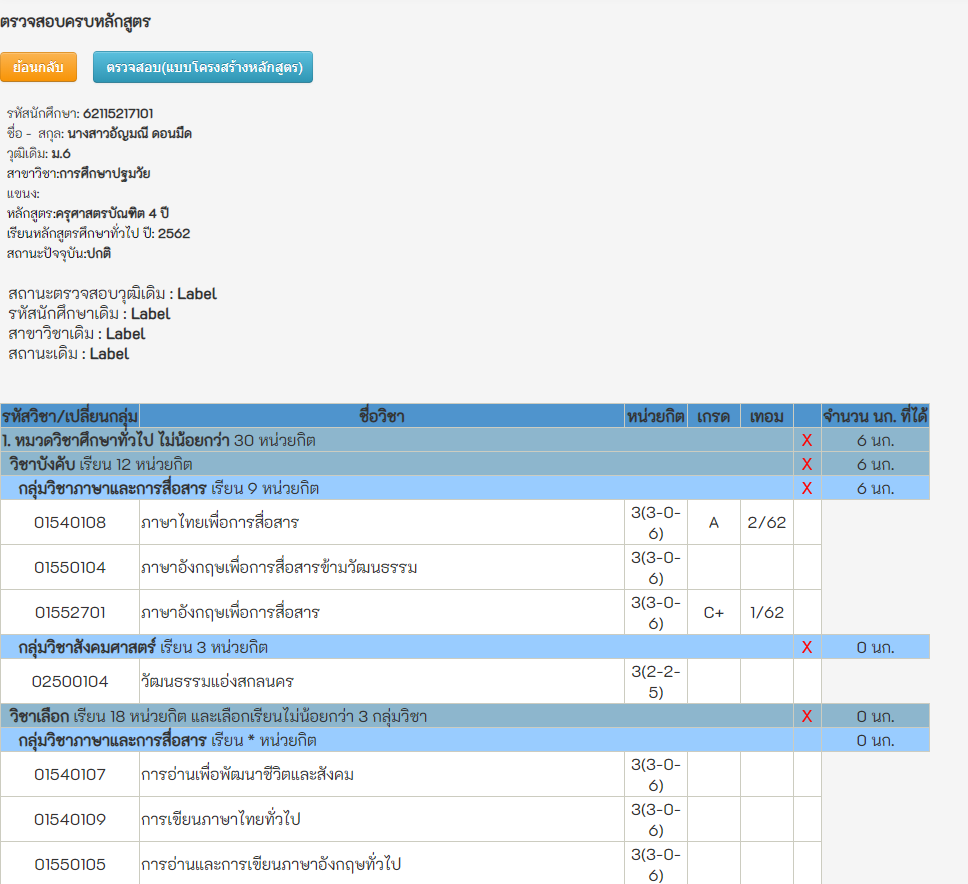 ตรวจสอบครบหลักสูตร
ย้อนกลับ
ตรวจสอบ(แบบโครงสร้างหลักสูตร)
รหัสนักศึกษา: 62115217101
ชื่อ - สกุล: นางสาวอัญมณี ดอนมืด
วุฒิเดิม: ม.6
สาขาวิชา:การศึกษาปฐมวัย
แขนง:
หลักสูตร:ครุศาสตรบัณฑิต 4 ปี
เรียนหลักสูตรศึกษาทั่วไป ปี: 2562
สถานะปัจจุบัน:ปกติ
สถานะตรวจสอบวุฒิเดิม : Label
รหัสนักศึกษาเดิม : Label
สาขาวิชาเดิม : Label
สถานะเดิม : Label
รหัสวิชา/เปลี่ยนกลุ่ม ชื่อวิชา หน่วยกิต เกรด เทอม จำนวน นก. ที่ได้
1. หมวดวิชาศึกษาทั่วไป ไม่น้อยกว่า 30 หน่วยกิต X 6 นก.
วิชาบังคับ เรียน 12 หน่วยกิต X 6 นก.
กลุ่มวิชาภาษาและการสื่อสาร เรียน 9 หน่วยกิต X 6 นก.
01540108 ภาษาไทยเพื่อการสื่อสาร 3(3-0-
6) A 2/62
01550104 ภาษาอังกฤษเพื่อการสื่อสารข้ามวัฒนธรรม 3(3-0-
6)
01552701 ภาษาอังกฤษเพื่อการสื่อสาร 3(3-0-
6) C+ 1/62
กลุ่มวิชาสังคมศาสตร์ เรียน 3 หน่วยกิต X 0 นก.
02500104 วัฒนธรรมแอ่งสกลนคร 3(2-2-
5)
วิชาเลือก เรียน 18 หน่วยกิต และเลือกเรียนไม่น้อยกว่า 3 กลุ่มวิชา X 0 นก.
กลุ่มวิชาภาษาและการสื่อสาร เรียน * หน่วยกิต 0 นก.
01540107 การอ่านเพื่อพัฒนาชีวิตและสังคม 3(3-0-
6)
01540109 การเขียนภาษาไทยทั่วไป 3(3-0-
6)
01550105 การอ่านและการเขียนภาษาอังกฤษทั่วไป 3(3-0-
6)